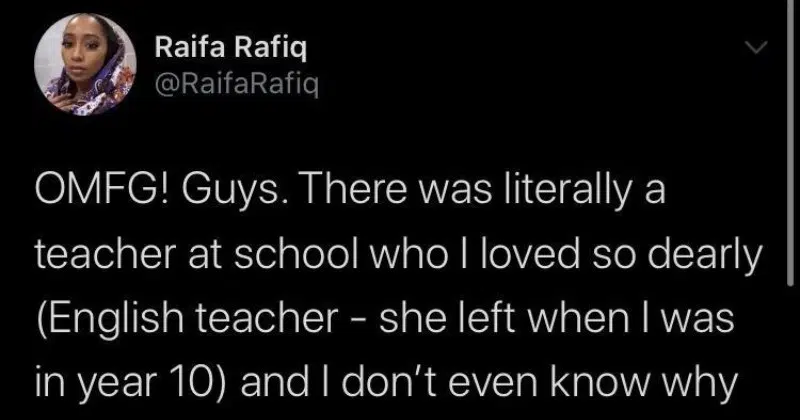 Raifa Rafiq
@RaifaRafiq
OMFG! Guys. There was literally a
teacher at school who I loved so dearly
(English teacher - she left when I was
in year 10) and I don’t even know why